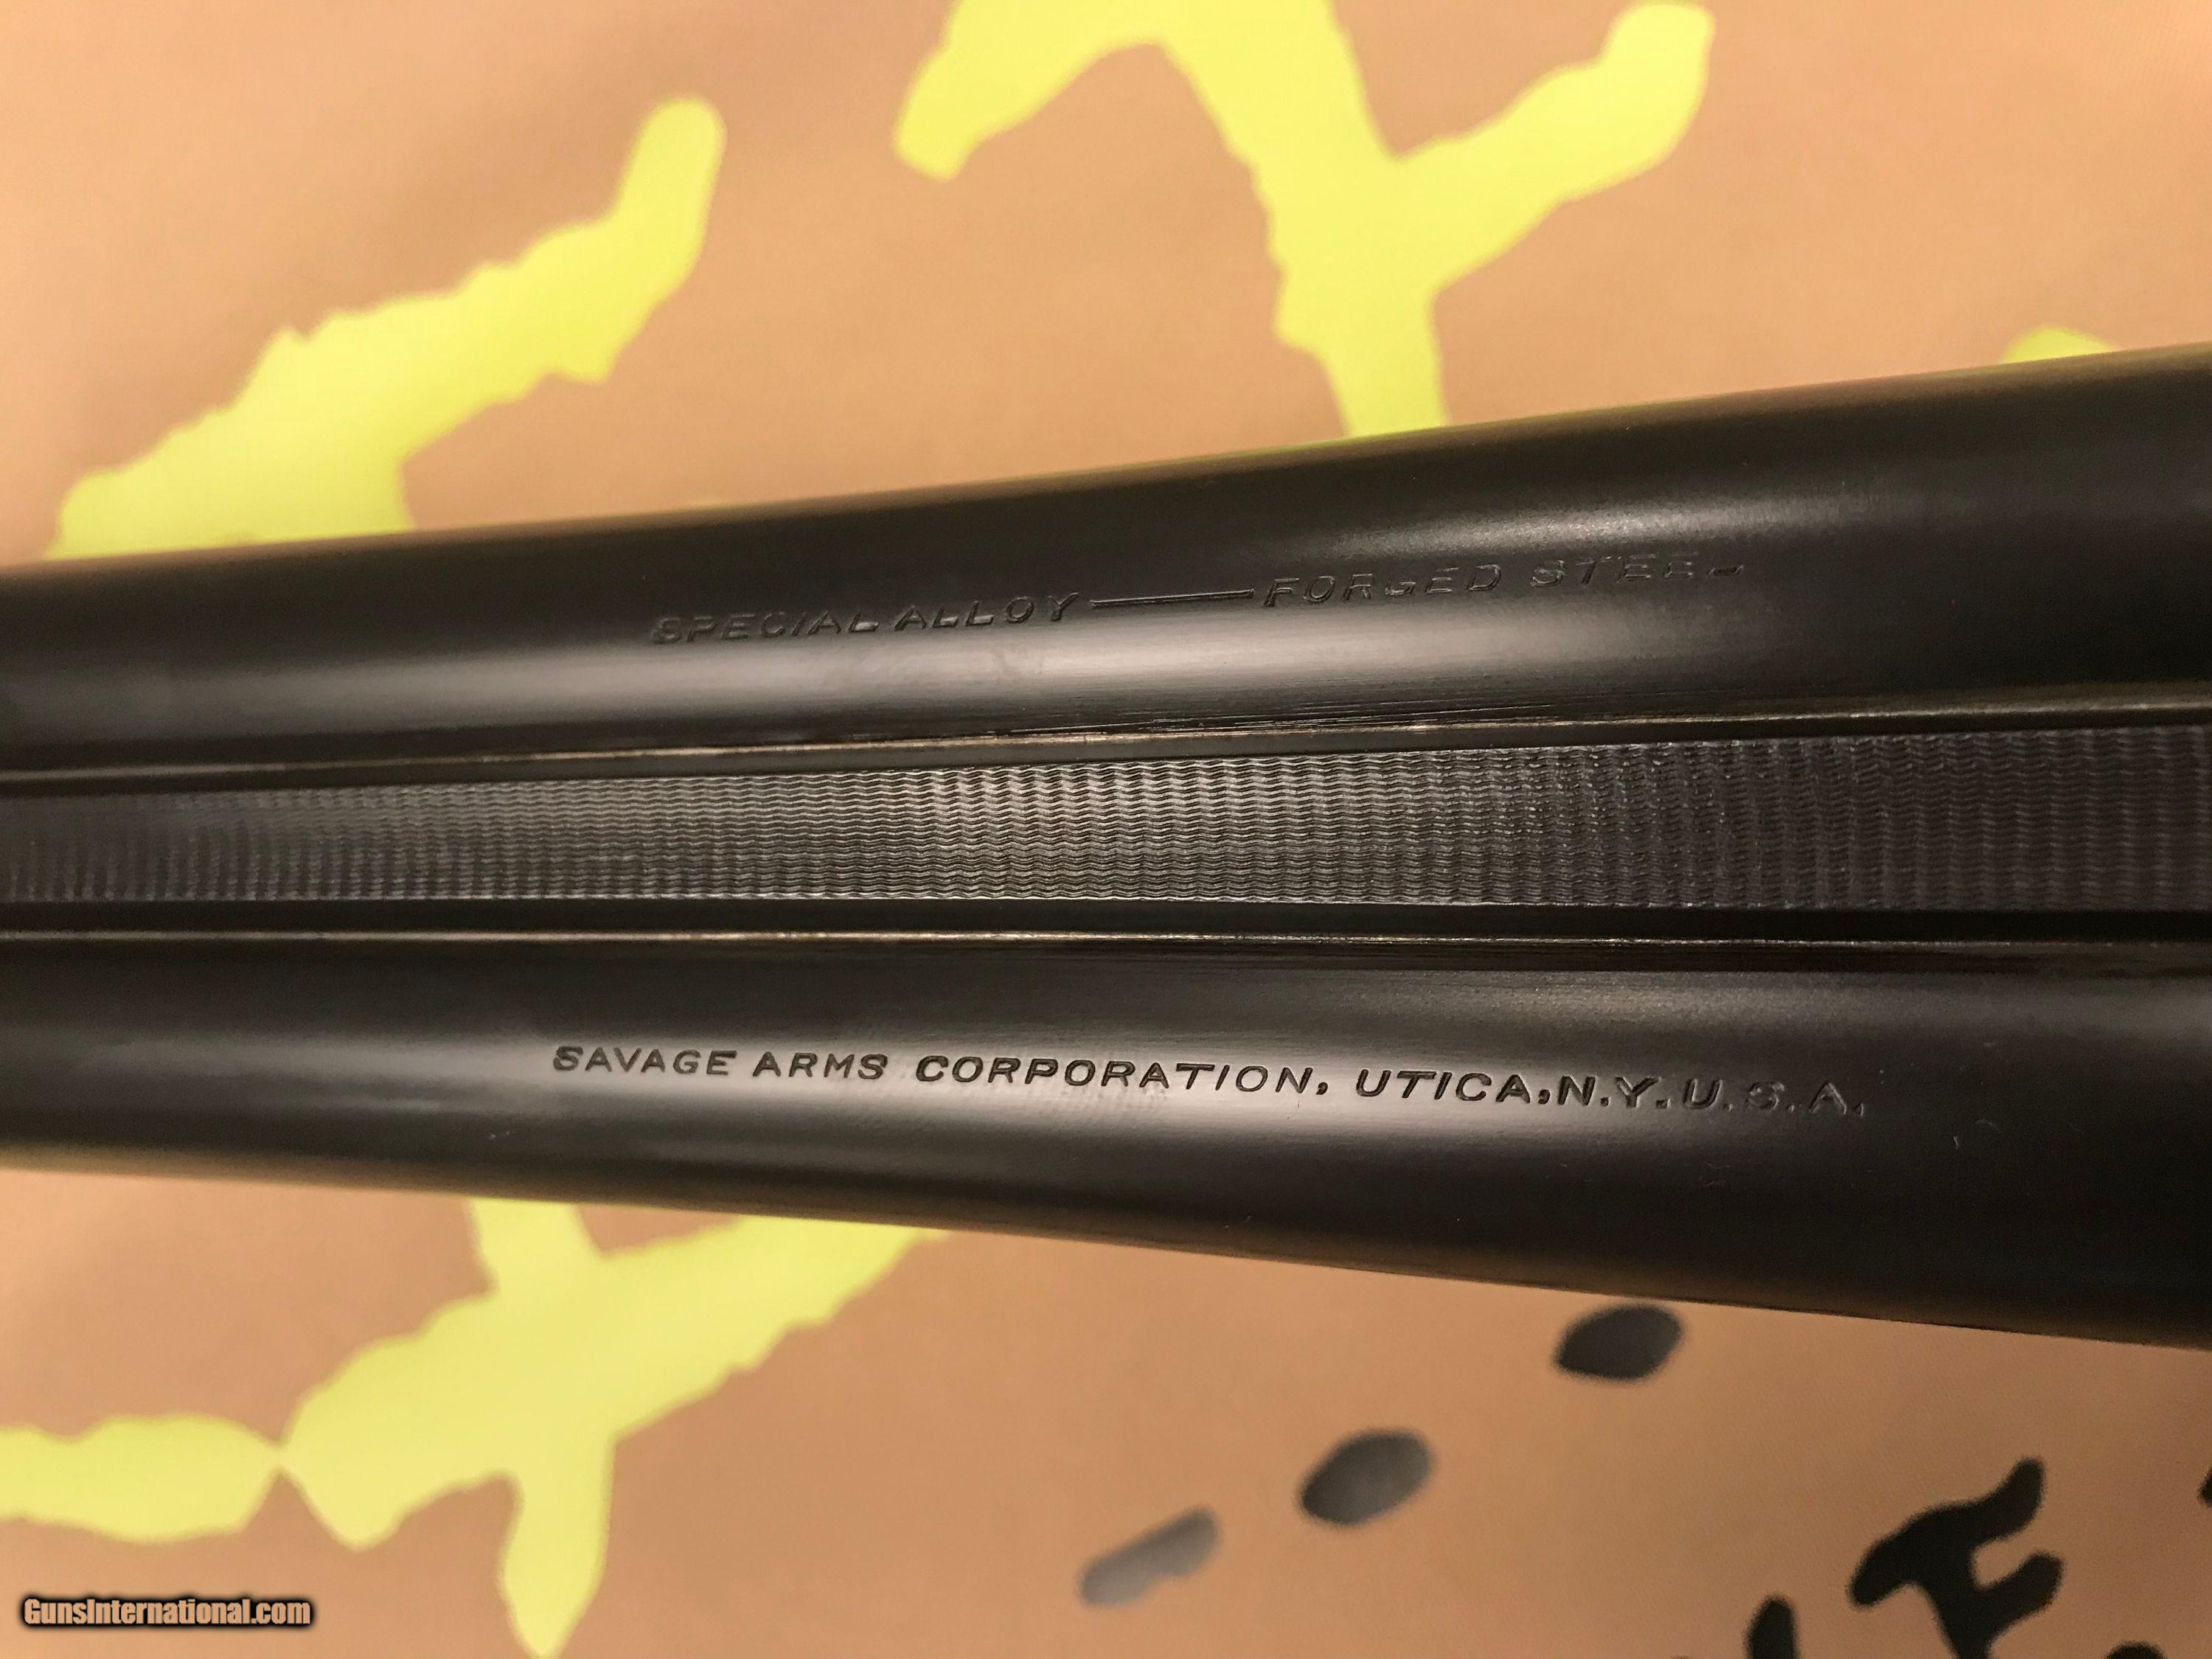 SPECIAL ALLOY——FORGED STEEL
SAVAGE ARMS CORPORATION, UTICA, N.Y. U.S.A.
GunsInternational.com